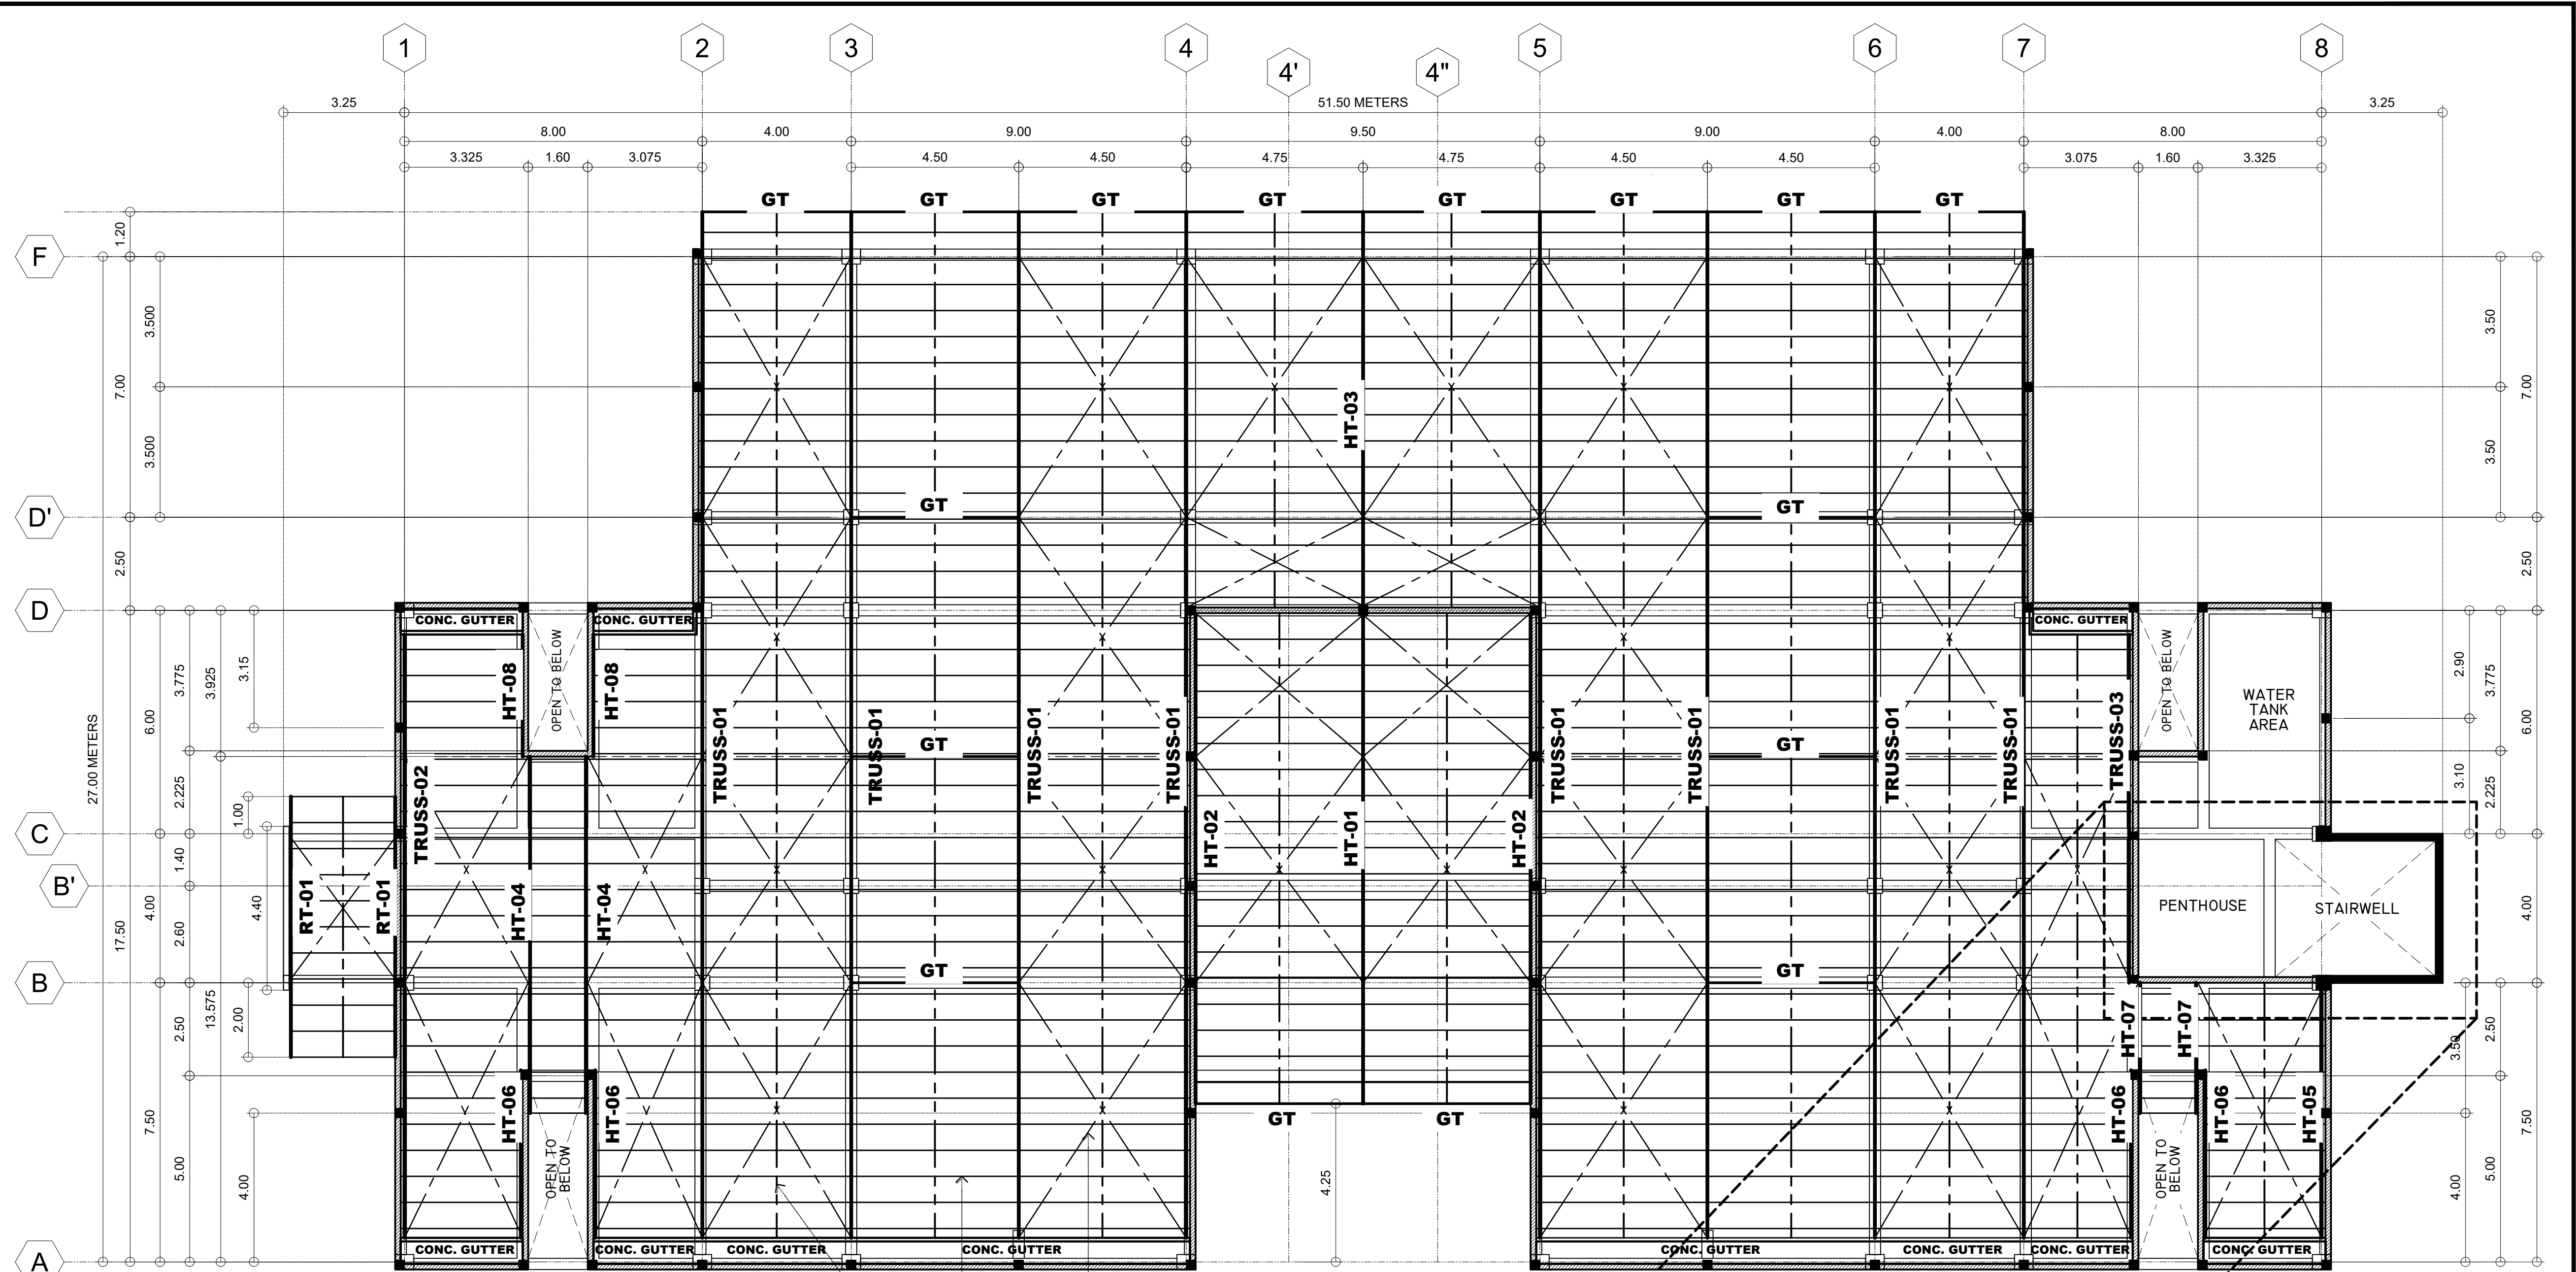 1
2
3
4
4'
4"
5
6
7
8
3.25
51.50 METERS
3.25
8.00
4.00
9.00
9.50
9.00
4.00
8.00
3.325
1.60
3.075
4.50
4.50
4.75
4.75
4.50
4.50
3.075
1.60
3.325
GT
GT
GT
GT
GT
GT
GT
GT
1.20
F
3.500
3.50
7.00
7.00
HT-03
3.500
3.50
GT
GT
D'
2.50
2.50
D
CONC. GUTTER
CONC. GUTTER
CONC. GUTTER
OPEN TO BELOW
OPEN TO BELOW
3.15
3.775
3.925
2.90
3.775
HT-08
HT-08
WATER
TANK
AREA
6.00
6.00
27.00 METERS
TRUSS-01
TRUSS-01
TRUSS-01
TRUSS-01
TRUSS-01
TRUSS-01
TRUSS-01
TRUSS-01
TRUSS-03
GT
GT
2.225
3.10
2.225
TRUSS-02
1.00
C
HT-02
HT-01
HT-02
1.40
B'
RT-01
RT-01
HT-04
HT-04
4.40
4.00
4.00
PENTHOUSE
STAIRWELL
17.50
2.60
GT
GT
B
13.575
2.00
2.50
HT-07
HT-07
3.50
2.50
7.50
7.50
HT-06
HT-06
GT
GT
HT-06
HT-06
HT-05
OPEN TO
BELOW
OPEN TO
BELOW
5.00
4.00
4.25
4.00
5.00
CONC. GUTTER
CONC. GUTTER
CONC. GUTTER
CONC. GUTTER
CONC. GUTTER
CONC. GUTTER
CONC. GUTTER
CONC. GUTTER
A